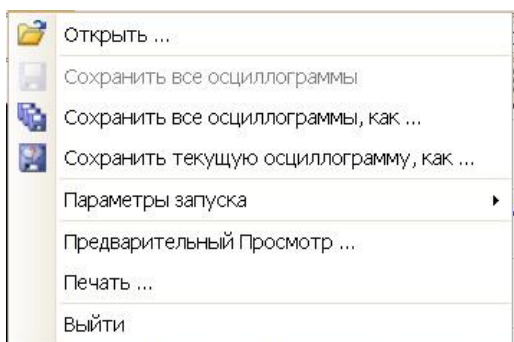 Открыть ...
Сохранить все осциллограммы
Сохранить все осциллограммы, как ...
Сохранить текущую осциллограмму, как ...
Параметры запуска
Предварительный Просмотр ...
Печать ...
Выйти